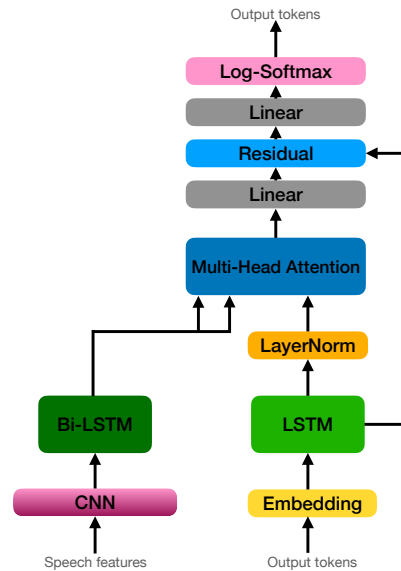 Output tokens
Log-Softmax
Linear
Residual
Linear
Multi-Head Attention
LayerNorm
Bi-LSTM
LSTM
CNN
Embedding
Speech features
Output tokens